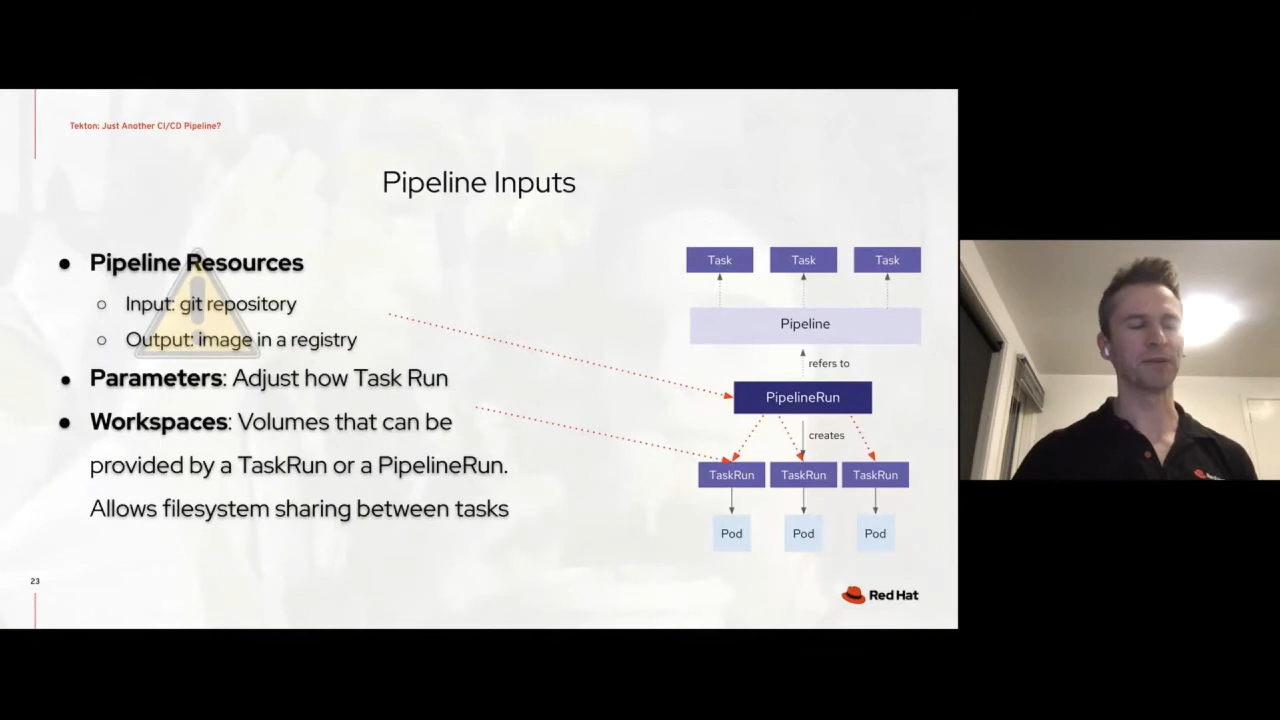 Tekton: Just Another CI/CD Pipeline?
Pipeline Inputs
● Pipeline Resources
○ Input: git repository
○ Output: image in a registry
● Parameters: Adjust how Task Run
● Workspaces: Volumes that can be
provided by a TaskRun or a PipelineRun.
Allows filesystem sharing between tasks
Task Task Task
Pipeline
refers to
PipelineRun
creates
TaskRun TaskRun TaskRun
Pod Pod Pod
23
Red Hat